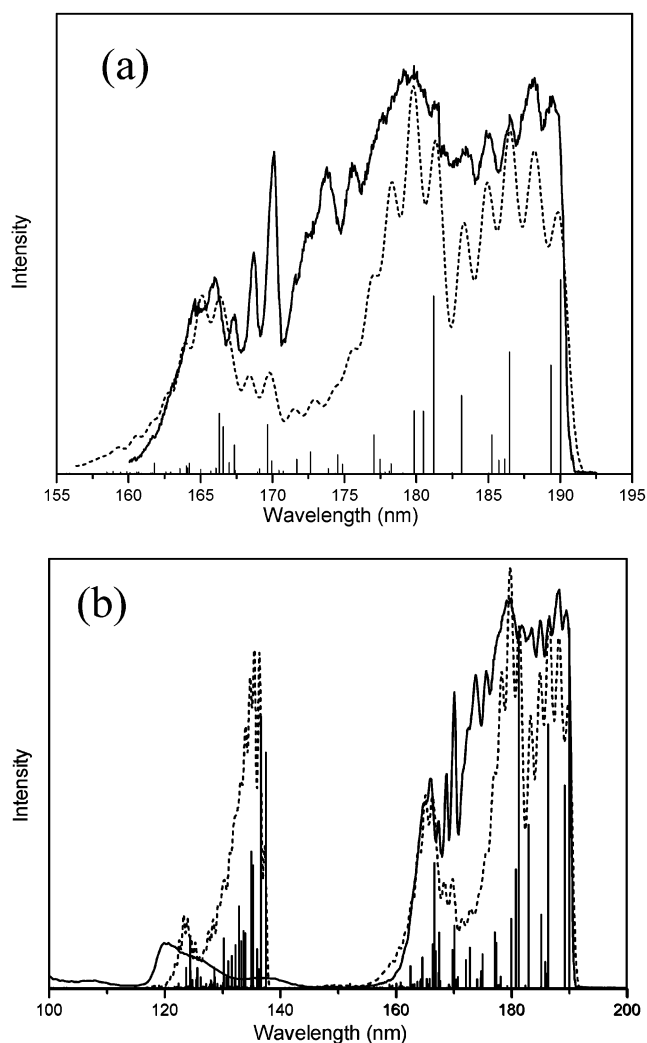 (a)
Intensity
155 160 165 170 175 180 185 190 195
Wavelength (nm)
(b)
Intensity
100 120 140 160 180 200
Wavelength (nm)